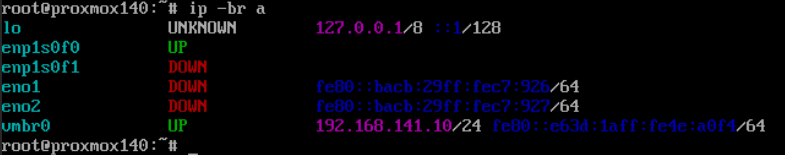 root@proxmox140:~# ip -br a
lo UNKNOWN 127.0.0.1/8 ::1/128
enp1s0f0 UP
enp1s0f1 DOWN
eno1 DOWN fe80::bacb:29ff:fec7:926/64
eno2 DOWN fe80::bacb:29ff:fec7:927/64
vmbr0 UP 192.168.141.10/24 fe80::e63d:1aff:fe4e:a0f4/64
root@proxmox140:~# _